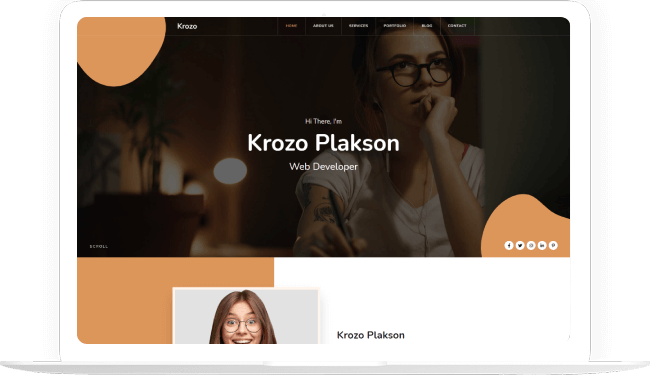 Krozo
HOME ABOUT US SERVICES PORTFOLIO BLOG CONTACT
Hi There, I'm
Krozo Plakson
Web Developer
SCROLL
Krozo Plakson